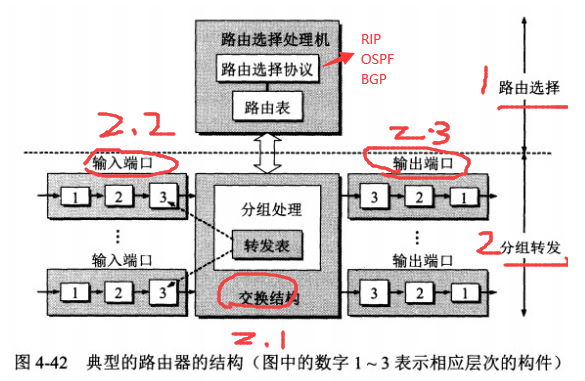 路由选择处理机
路由选择协议
RIP
OSPF
BGP
路由表
1
路由选择
2.2
2.3
输入端口
输出端口
1
2
3
分组处理
3
2
1
转发表
2
分组转发
输入端口
输出端口
1
2
3
交换结构
3
2
1
2.1
图 4-42 典型的路由器的结构（图中的数字 1~3 表示相应层次的构件）